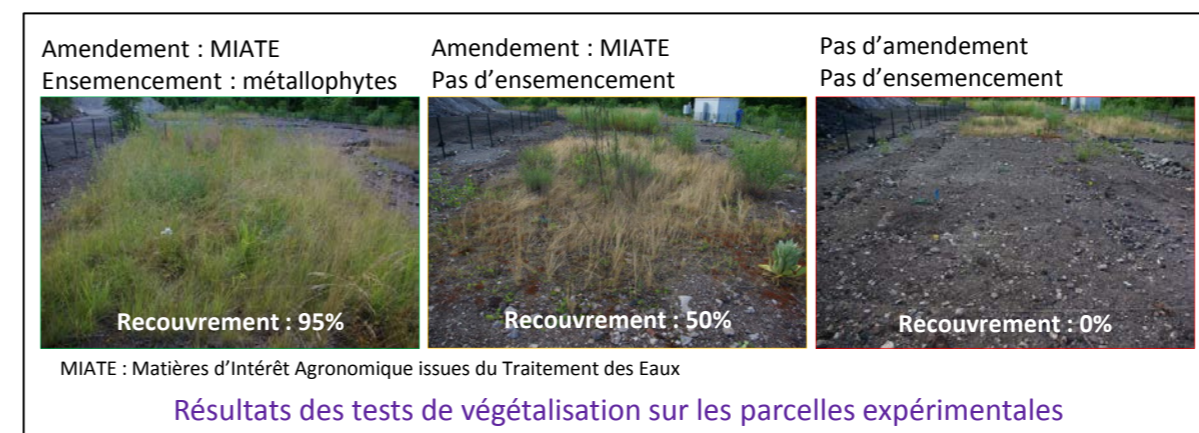 Amendement : MIATE
Ensemencement : métallophytes
Amendement : MIATE
Pas d’ensemencement
Pas d’amendement
Pas d’ensemencement
Recouvrement : 95%
Recouvrement : 50%
Recouvrement : 0%
MIATE : Matières d’Intérêt Agronomique issues du Traitement des Eaux
Résultats des tests de végétalisation sur les parcelles expérimentales